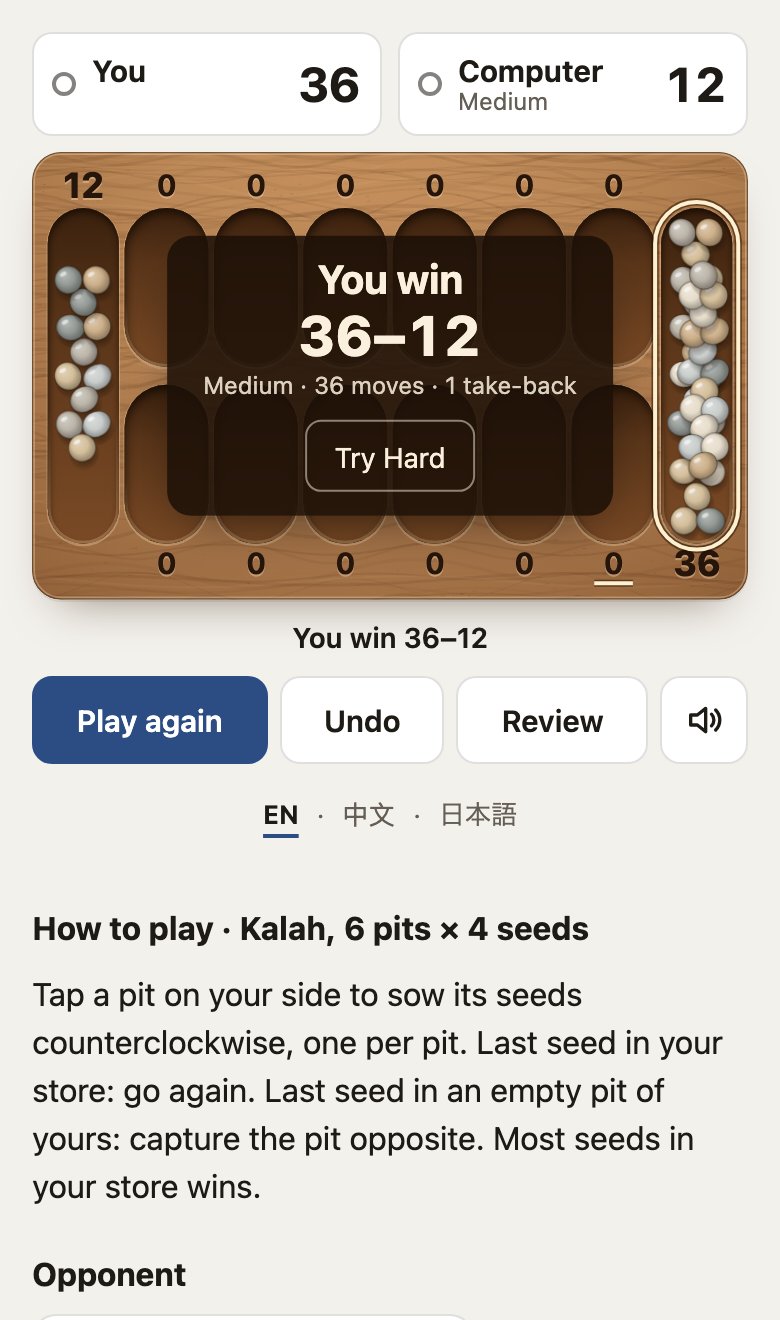 You
36
Computer
Medium
12
12 0 0 0 0 0 0
You win
36–12
Medium · 36 moves · 1 take-back
Try Hard
0 0 0 0 0 0 36
You win 36–12
Play again
Undo
Review
EN · 中文 · 日本語
How to play · Kalah, 6 pits × 4 seeds
Tap a pit on your side to sow its seeds
counterclockwise, one per pit. Last seed in your
store: go again. Last seed in an empty pit of
yours: capture the pit opposite. Most seeds in
your store wins.
Opponent